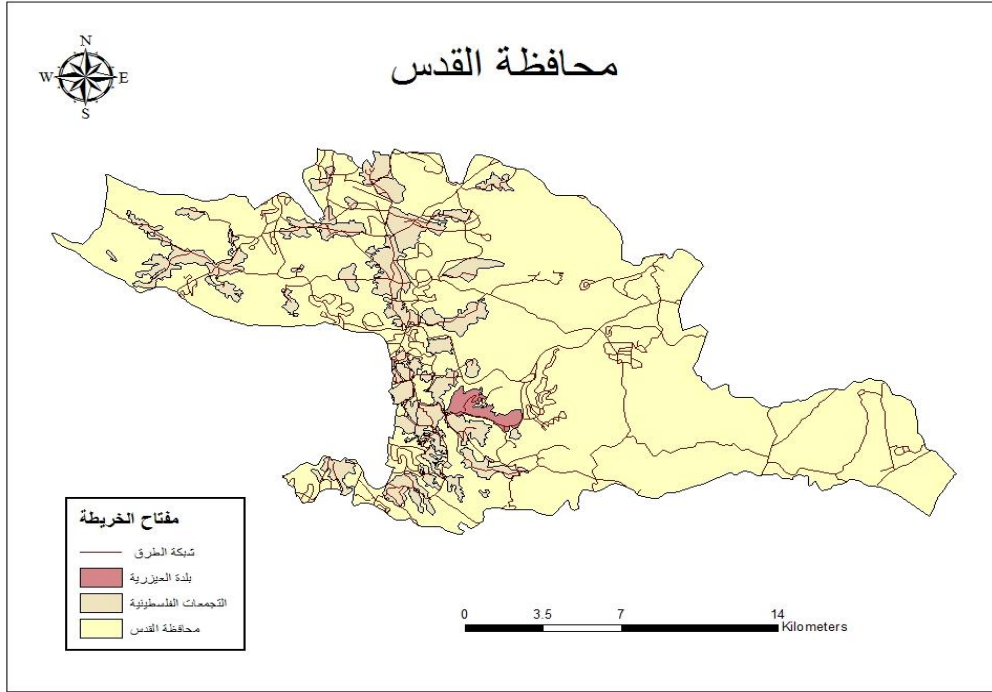 محافظة القدس
N
W E
S
مفتاح الخريطة
شبكة الطرق
بلدة العيزرية
التجمعات الفلسطينية
محافظة القدس
0 3.5 7 14
Kilometers